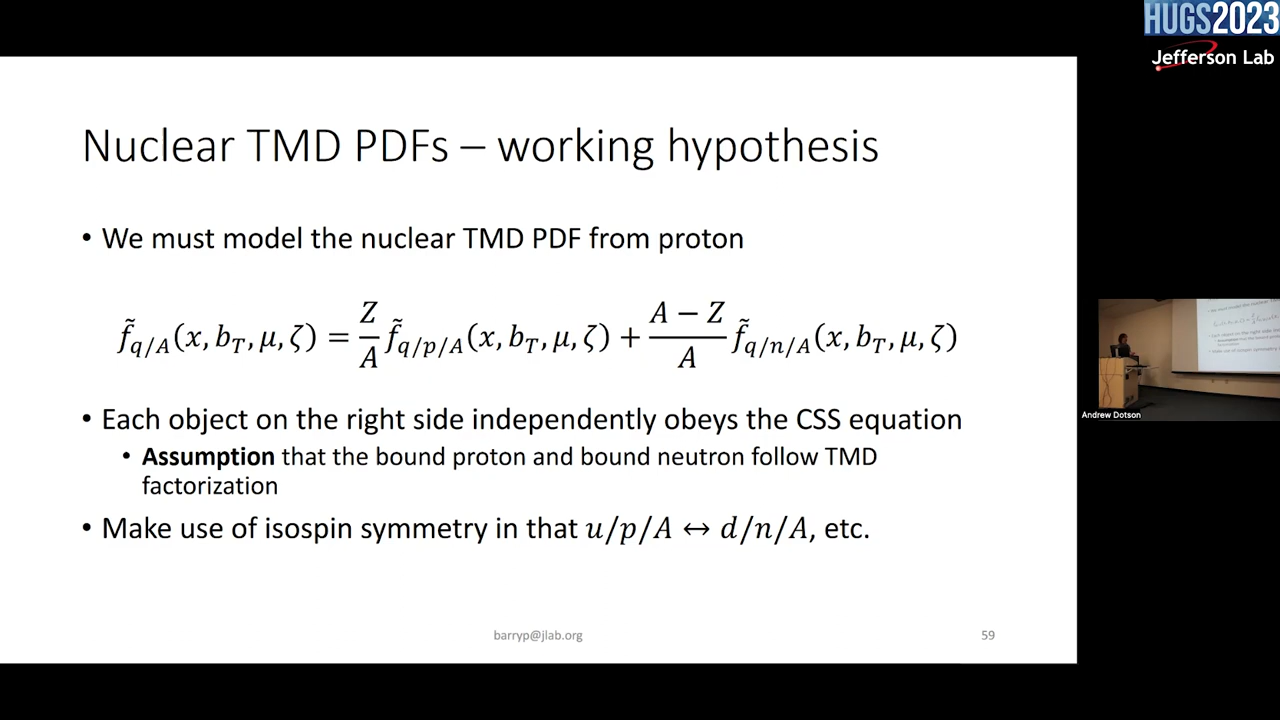 HUGS2023
Jefferson Lab
Nuclear TMD PDFs – working hypothesis
• We must model the nuclear TMD PDF from proton
f̃_{q/A}(x, b_T, μ, ζ) = \frac{Z}{A} f̃_{q/p/A}(x, b_T, μ, ζ) + \frac{A − Z}{A} f̃_{q/n/A}(x, b_T, μ, ζ)
• Each object on the right side independently obeys the CSS equation
• Assumption that the bound proton and bound neutron follow TMD
factorization
• Make use of isospin symmetry in that u/p/A ↔ d/n/A, etc.
barryp@jlab.org
59
Andrew Dotson